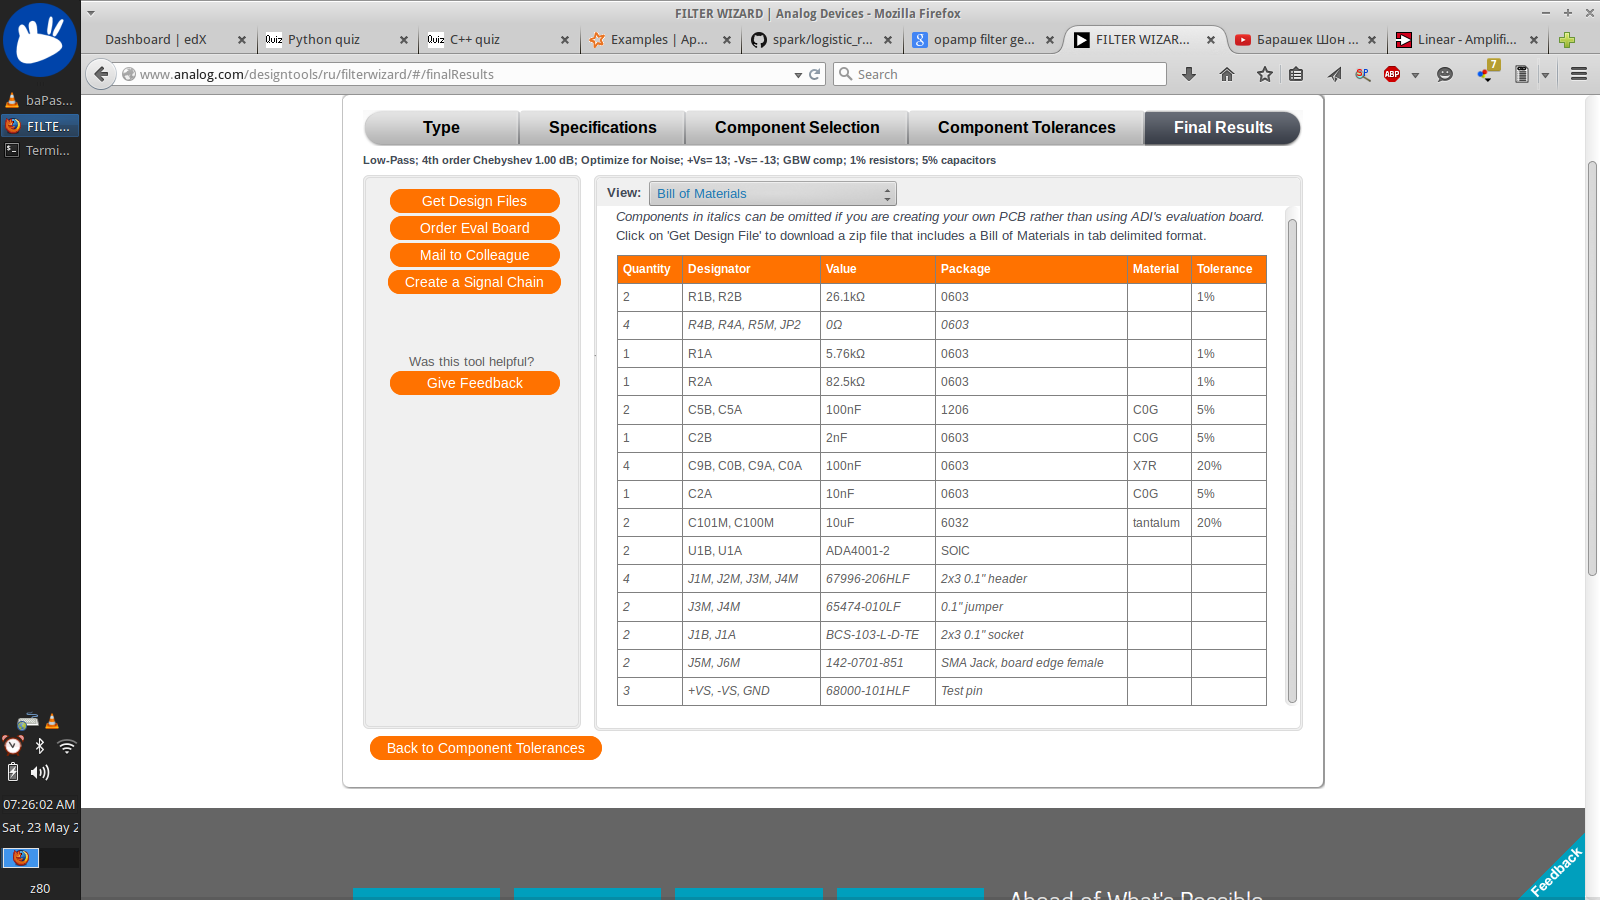 FILTER WIZARD | Analog Devices - Mozilla Firefox
Dashboard | edX
Quiz Python quiz
Quiz C++ quiz
Examples | Ap...
spark/logistic_r...
opamp filter ge...
FILTER WIZAR...
Барашек Шон ...
Linear - Amplifi...
www.analog.com/designtools/ru/filterwizard/#/finalResults
Search
ABP
7
baPas...
FILTE...
Termi...
Type
Specifications
Component Selection
Component Tolerances
Final Results
Low-Pass; 4th order Chebyshev 1.00 dB; Optimize for Noise; +Vs= 13; -Vs= -13; GBW comp; 1% resistors; 5% capacitors
Get Design Files
Order Eval Board
Mail to Colleague
Create a Signal Chain
Was this tool helpful?
Give Feedback
View: Bill of Materials
Components in italics can be omitted if you are creating your own PCB rather than using ADI's evaluation board.
Click on 'Get Design File' to download a zip file that includes a Bill of Materials in tab delimited format.
Quantity Designator Value Package Material Tolerance
2 R1B, R2B 26.1kΩ 0603 1%
4 R4B, R4A, R5M, JP2 0Ω 0603
1 R1A 5.76kΩ 0603 1%
1 R2A 82.5kΩ 0603 1%
2 C5B, C5A 100nF 1206 C0G 5%
1 C2B 2nF 0603 C0G 5%
4 C9B, C0B, C9A, C0A 100nF 0603 X7R 20%
1 C2A 10nF 0603 C0G 5%
2 C101M, C100M 10uF 6032 tantalum 20%
2 U1B, U1A ADA4001-2 SOIC
4 J1M, J2M, J3M, J4M 67996-206HLF 2x3 0.1" header
2 J3M, J4M 65474-010LF 0.1" jumper
2 J1B, J1A BCS-103-L-D-TE 2x3 0.1" socket
2 J5M, J6M 142-0701-851 SMA Jack, board edge female
3 +VS, -VS, GND 68000-101HLF Test pin
Back to Component Tolerances
07:26:02 AM
Sat, 23 May 2
z80
Ahead of What's Possible
Feedback